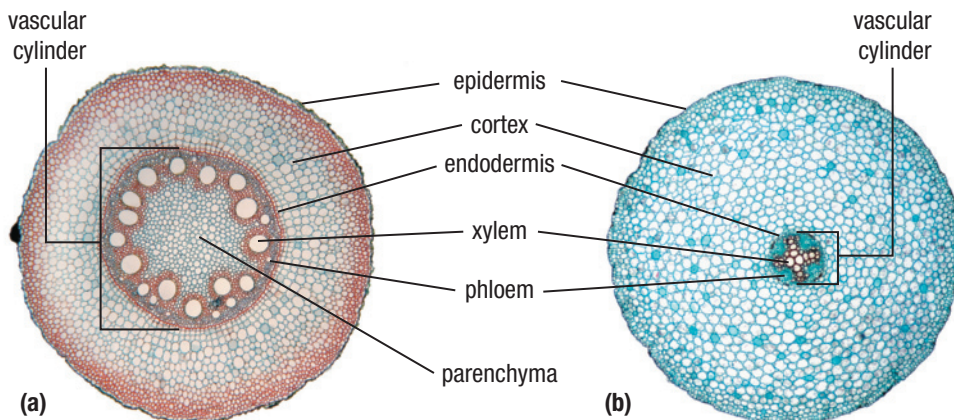 vascular
cylinder
vascular
cylinder
epidermis
cortex
endodermis
xylem
phloem
parenchyma
(a)
(b)